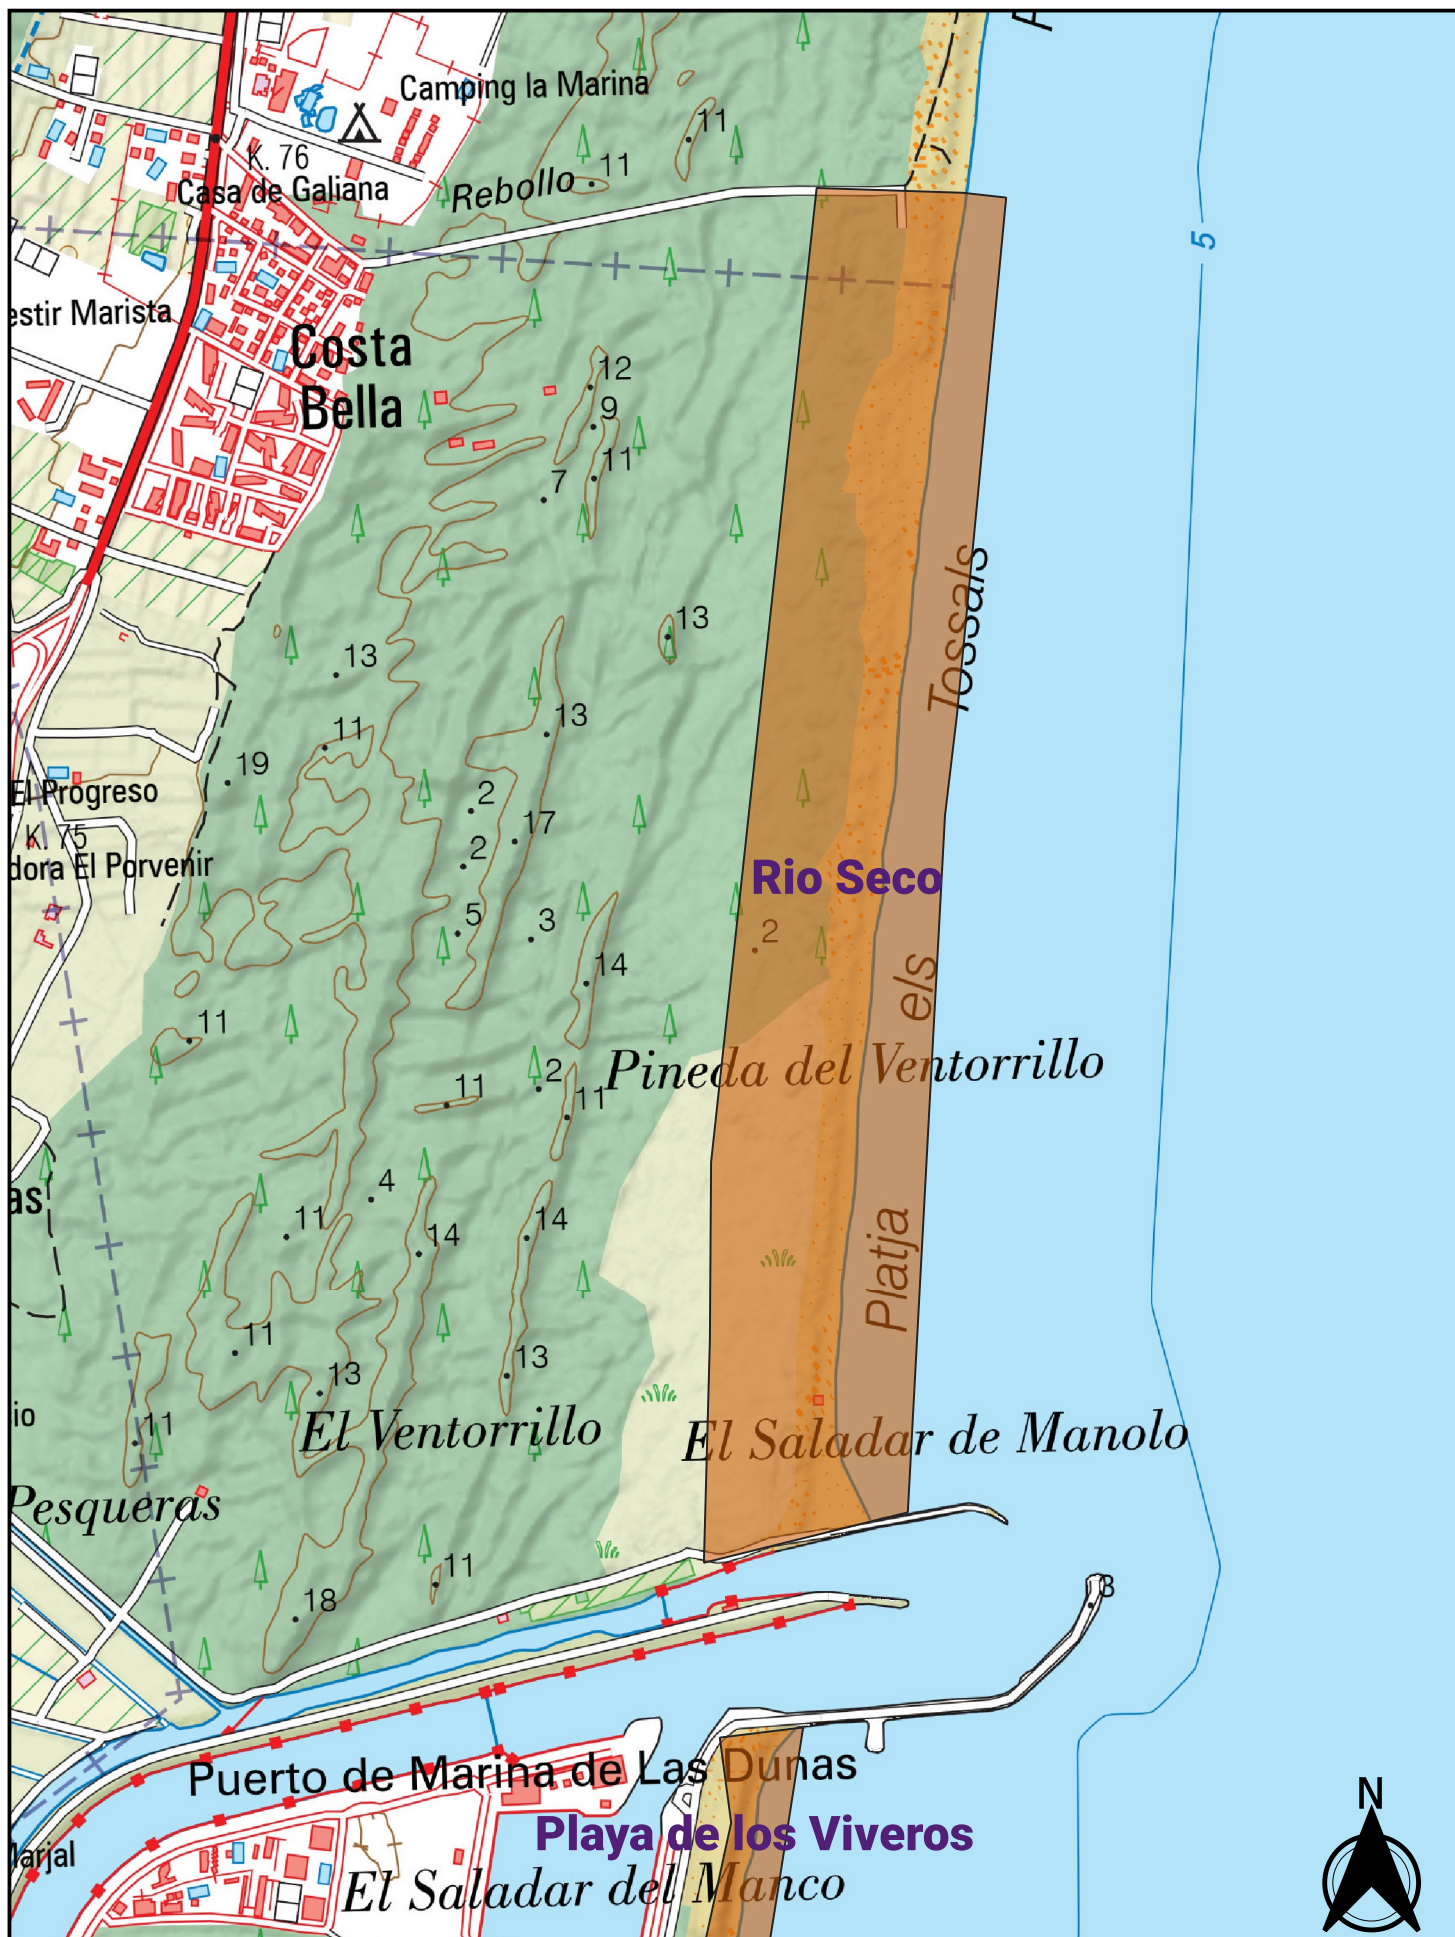 Camping la Marina
11
K. 76
11
Rebollo
Casa de Galiana
5
estir Marista
Costa
Bella
12
9
11
7
Tossals
13
13
13
11
19
2
El Progreso
17
K. 75
2
dora El Porvenir
Rio Seco
5
3
2
14
els
11
Pineda del Ventorrillo
2
11
11
4
as
11
14
14
Platja
11
13
13
io
11
El Ventorrillo
El Saladar de Manolo
Pesqueras
11
18
3
Puerto de Marina de Las Dunas
N
Playa de los Viveros
Marjal
El Saladar del Manco